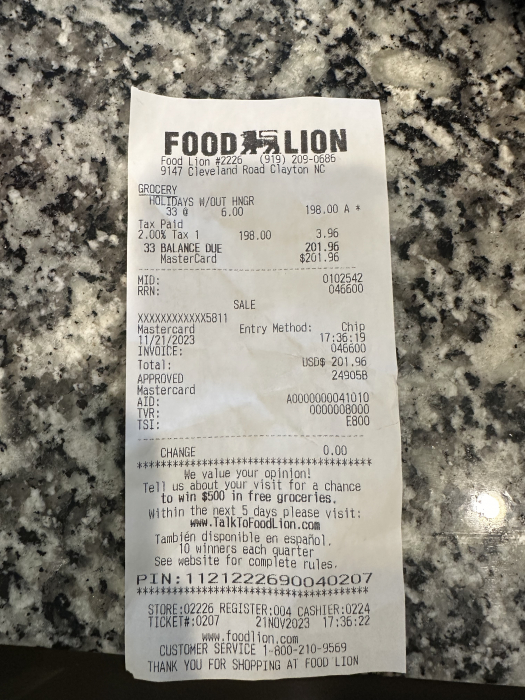 FOOD LION
Food Lion #2226 (919) 209-0686
9147 Cleveland Road Clayton NC
GROCERY
HOLIDAYS W/OUT HNGR
33 @ 6.00 198.00 A *
Tax Paid
2.00% Tax 1 198.00 3.96
33 BALANCE DUE 201.96
MasterCard $201.96
MID: 0102542
RRN: 046600
SALE
XXXXXXXXXXXX5811
Mastercard Entry Method: Chip
11/21/2023 17:36:19
INVOICE: 046600
Total: USD$ 201.96
APPROVED 249058
Mastercard
AID: A0000000041010
TVR: 0000008000
TSI: E800
CHANGE 0.00
****************************************
We value your opinion!
Tell us about your visit for a chance
to win $500 in free groceries.
Within the next 5 days please visit:
www.TalkToFoodLion.com
También disponible en español.
10 winners each quarter
See website for complete rules.
PIN:1121222690040207
****************************************
STORE:02226 REGISTER:004 CASHIER:0224
TICKET#:0207 21NOV2023 17:36:22
www.foodlion.com
CUSTOMER SERVICE 1-800-210-9569
THANK YOU FOR SHOPPING AT FOOD LION